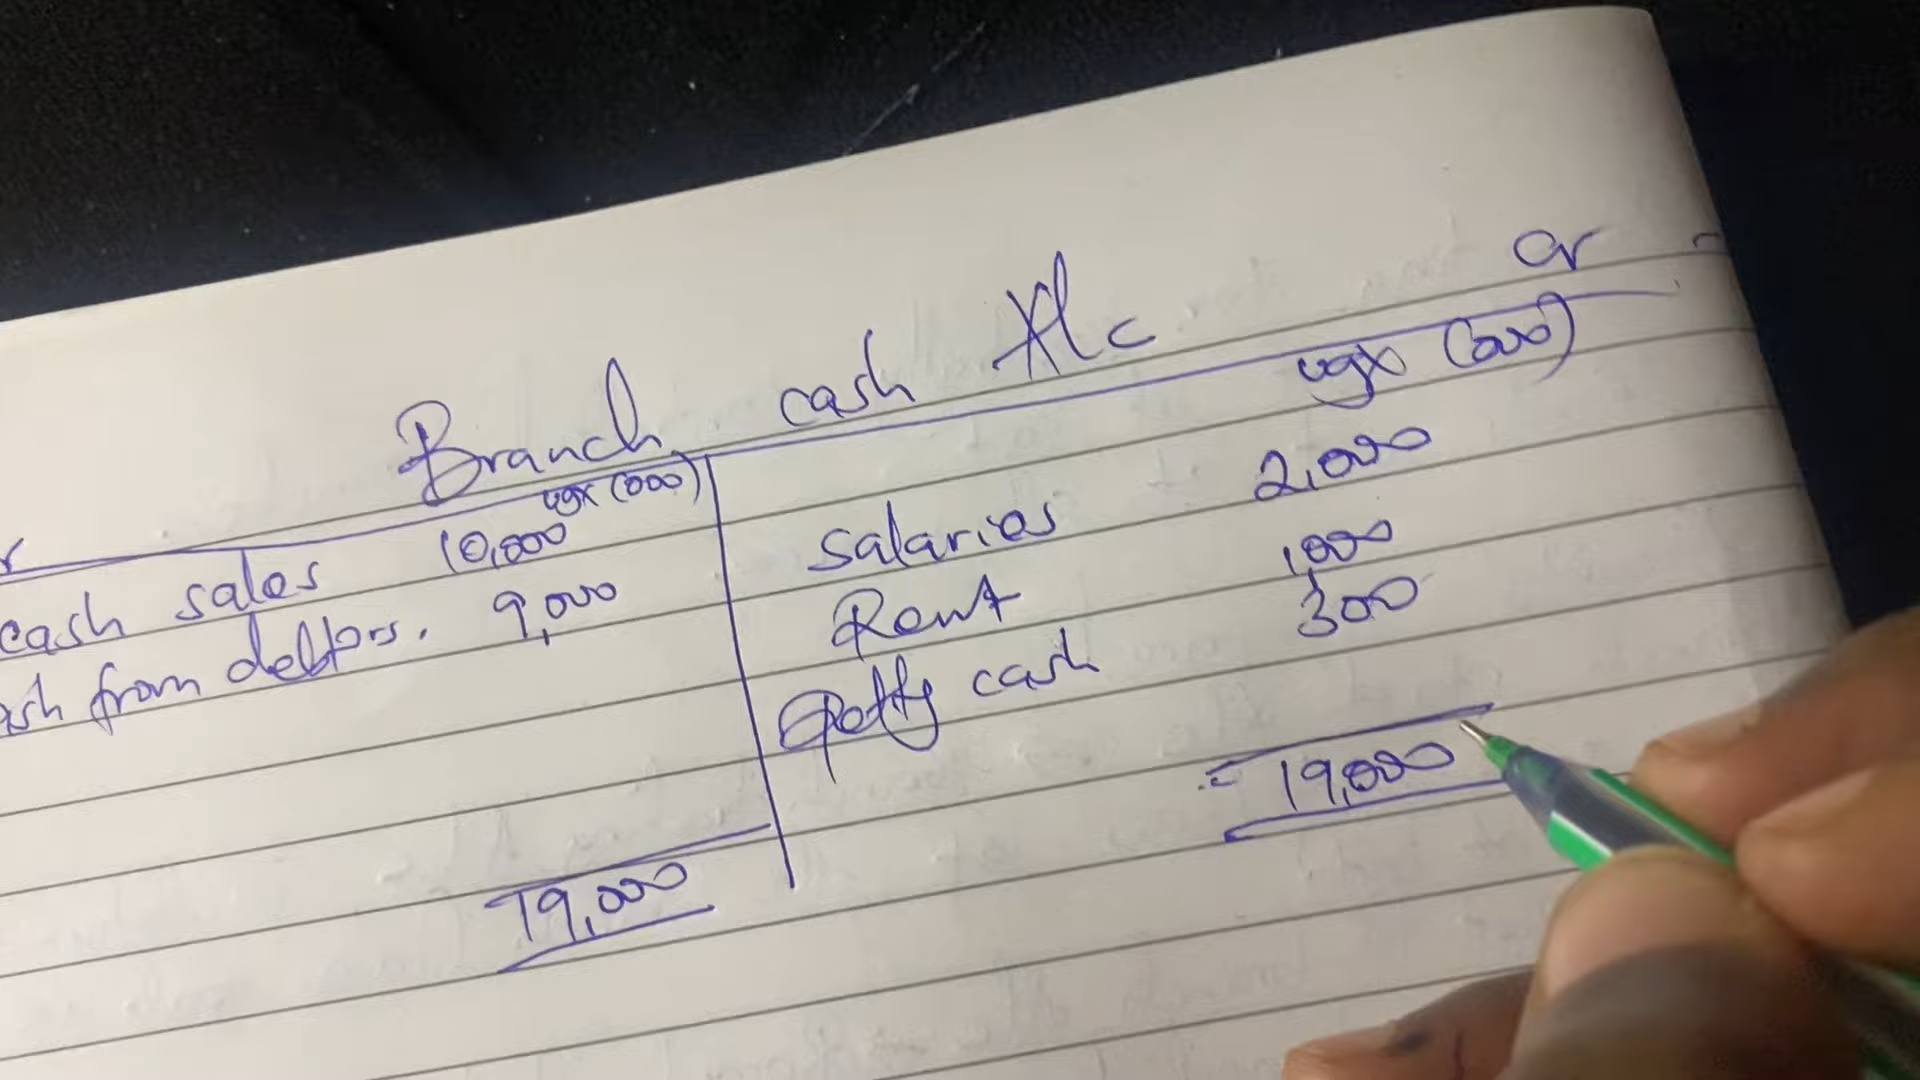 Branch cash A/c
Cr
ugx (000)
ugx (000)
cash sales 10,000
from debtors. 9,000
19,000
Salaries 2,000
Rent 1,000
Petty cash 300
19,000